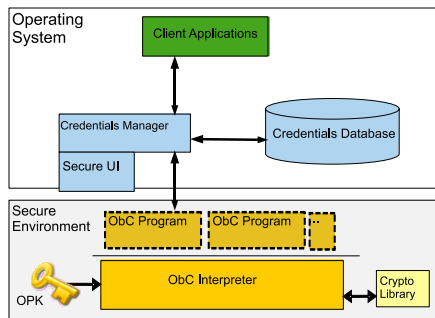 Operating
System
Client Applications
Credentials Manager
Credentials Database
Secure UI
Secure
Environment
ObC Program
ObC Program
..
OPK
ObC Interpreter
Crypto
Library